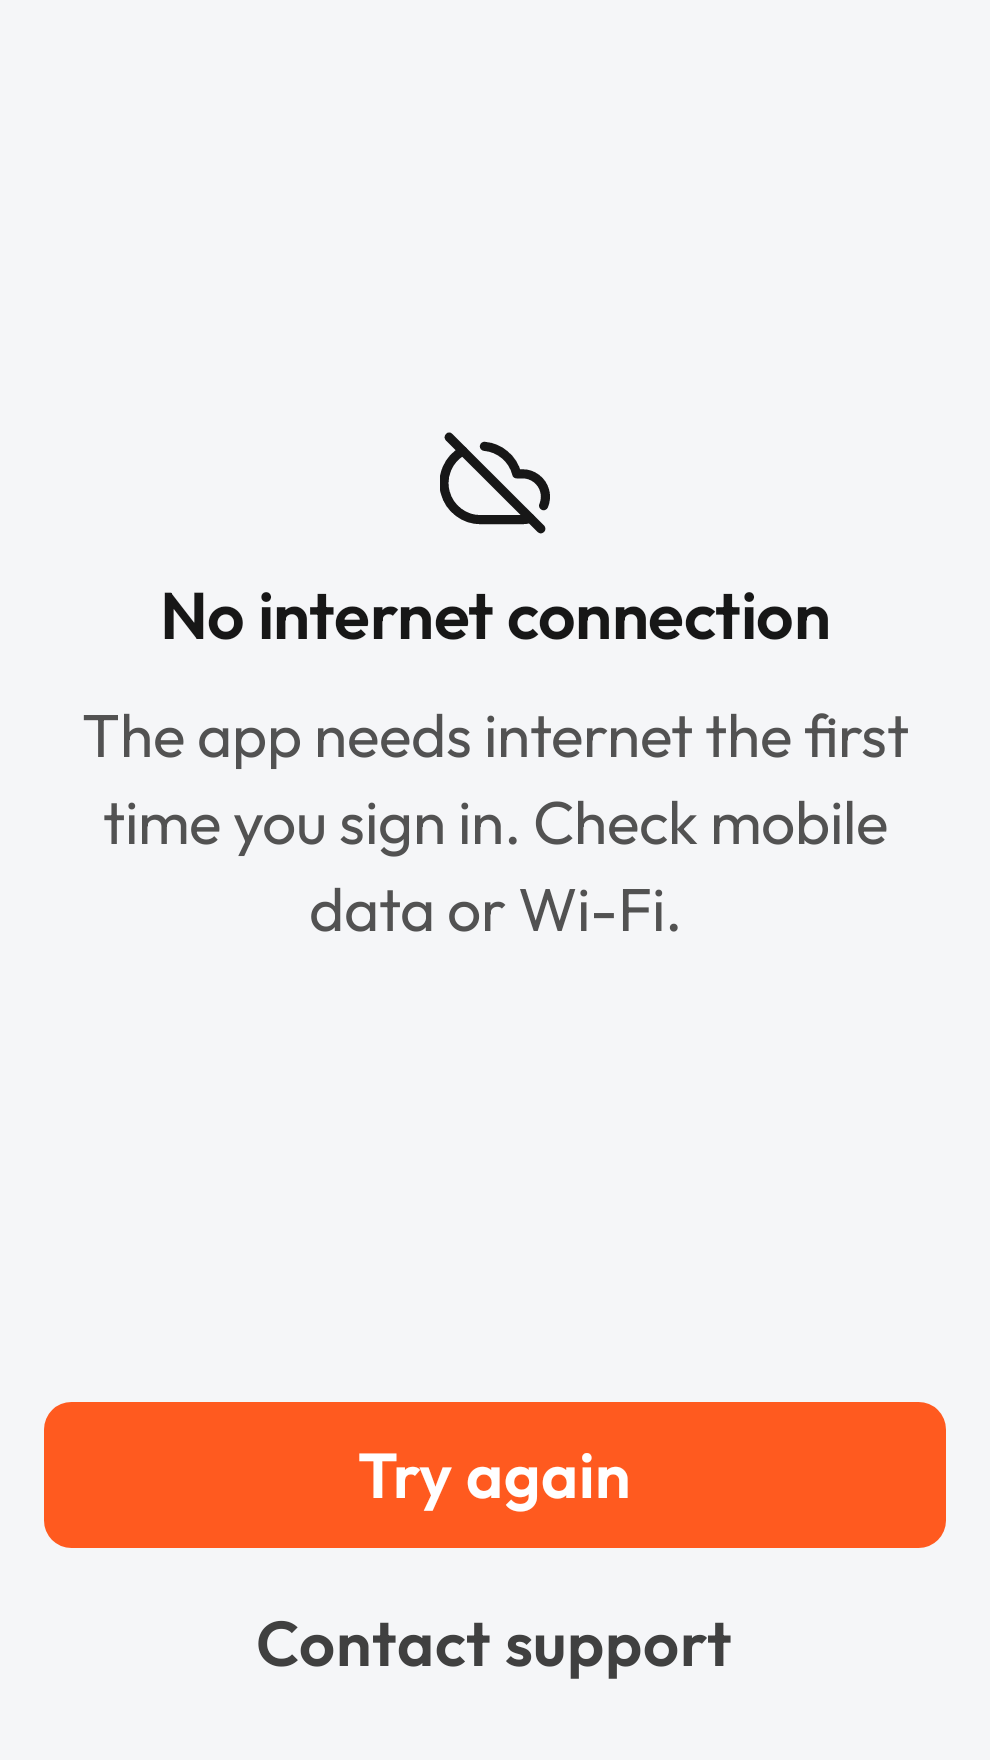 No internet connection
The app needs internet the first
time you sign in. Check mobile
data or Wi-Fi.
Try again
Contact support